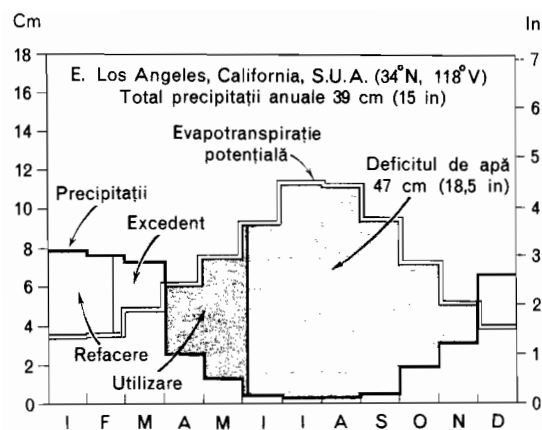 Cm
In
18
16
14
12
10
8
6
4
2
0
7
6
5
4
3
2
1
0
E. Los Angeles, California, S.U.A. (34°N, 118°V)
Total precipitații anuale 39 cm (15 in)
Evapotranspirație
potențială
Deficitul de apă
47 cm (18,5 in)
Precipitații
Excedent
Refacere
Utilizare
I F M A M I I A S O N D